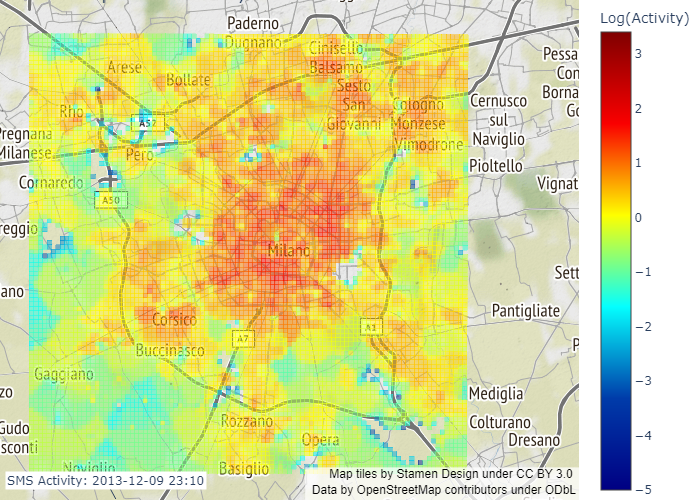 Log(Activity)
3
2
1
0
−1
−2
−3
−4
−5
Paderno
Dugnano
Cinisello
Balsamo
Arese
Bollate
Sesto
San
Giovanni
Rho
A52
Cologno
Monzese
Vimodrone
Cernusco
sul
Naviglio
Pioltello
Pregnana
Milanese
Pero
Cornaredo
A50
Vignat
reggio
Milano
Sett
ano
Pantigliate
Corsico
Buccinasco
A7
A1
Gaggiano
Mediglia
Colturano
Dresano
Rozzano
Opera
Basiglio
Noviglio
zo
Gudo
sconti
Pessa
Con
Borna
Go
P
SMS Activity: 2013-12-09 23:10
Map tiles by Stamen Design under CC BY 3.0
Data by OpenStreetMap contributors under ODbL